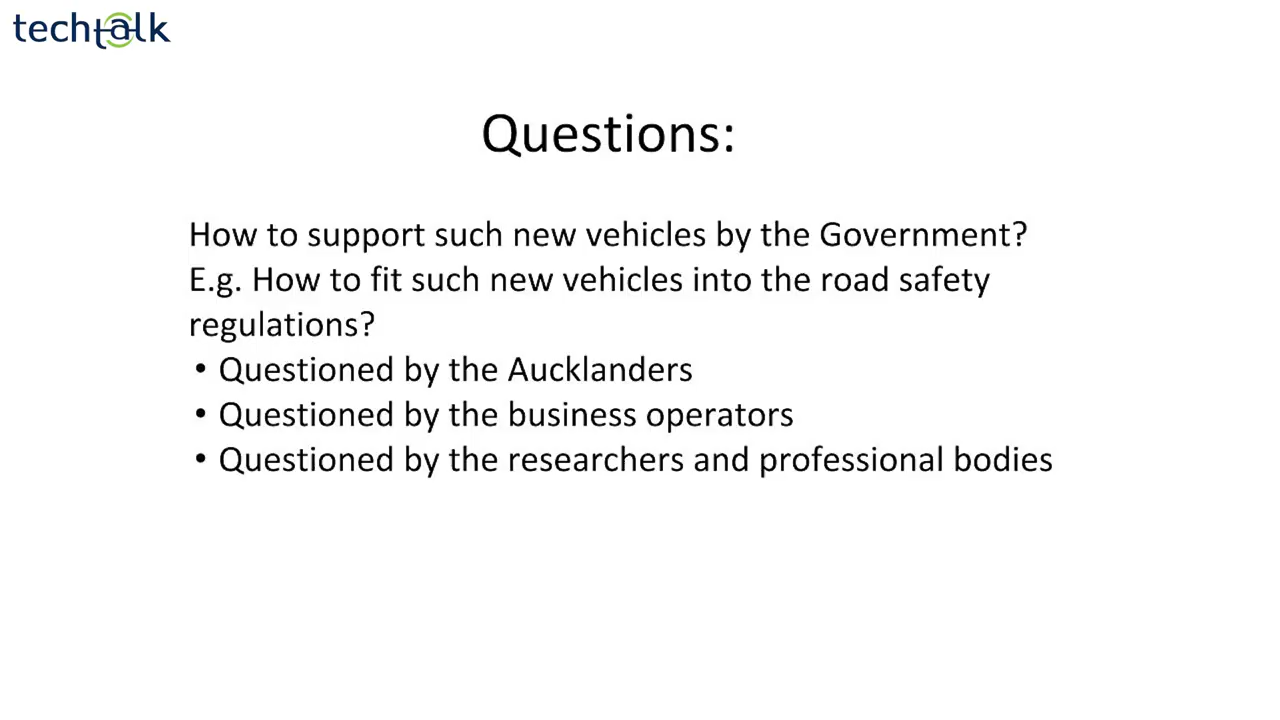 techtalk
Questions:
How to support such new vehicles by the Government?
E.g. How to fit such new vehicles into the road safety
regulations?
• Questioned by the Aucklanders
• Questioned by the business operators
• Questioned by the researchers and professional bodies